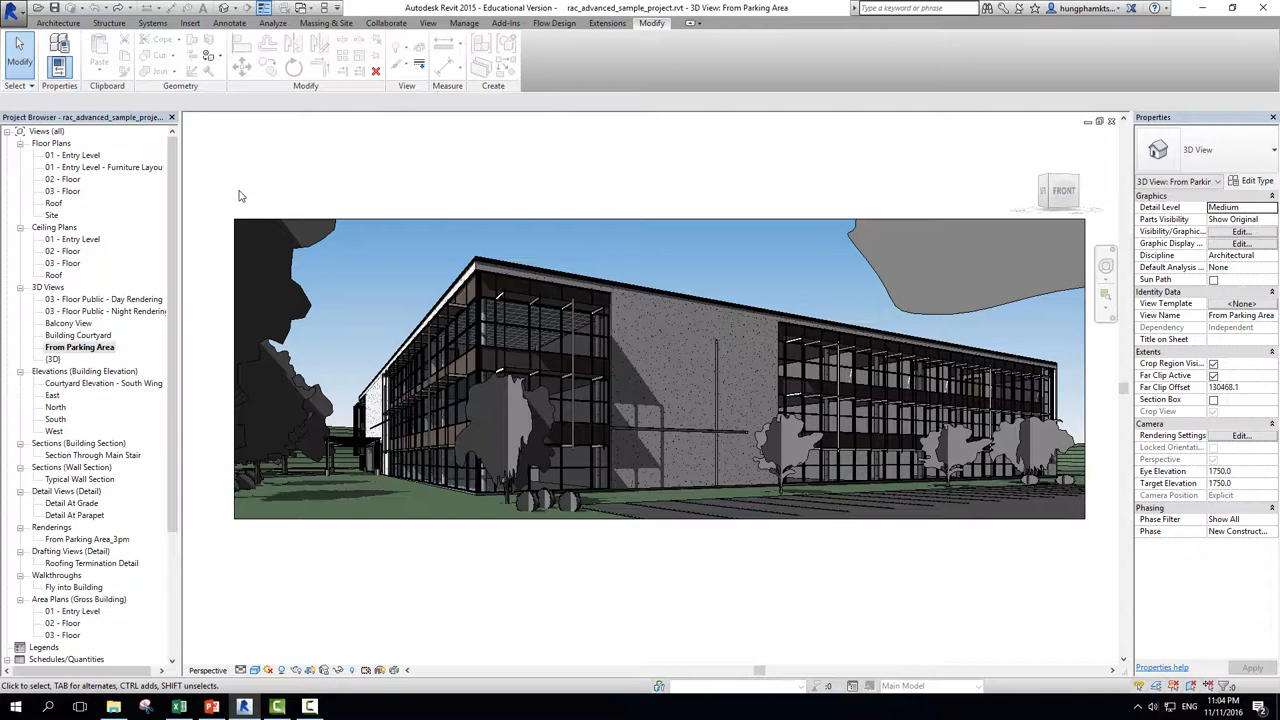 Autodesk Revit 2015 - Educational Version - rac_advanced_sample_project.rvt - 3D View: From Parking Area
Type a keyword or phrase
hungphamkts...
Architecture Structure Systems Insert Annotate Analyze Massing & Site Collaborate View Manage Add-Ins Flow Design Extensions Modify
Modify
Paste
Cope
Cut
Join
Select Properties Clipboard Geometry Modify View Measure Create
Project Browser - rac_advanced_sample_proje...
Views (all)
Floor Plans
01 - Entry Level
01 - Entry Level - Furniture Layou
02 - Floor
03 - Floor
Roof
Site
Ceiling Plans
01 - Entry Level
02 - Floor
03 - Floor
Roof
3D Views
03 - Floor Public - Day Rendering
03 - Floor Public - Night Rendering
Balcony View
Building Courtyard
From Parking Area
{3D}
Elevations (Building Elevation)
Courtyard Elevation - South Wing
East
North
South
West
Sections (Building Section)
Section Through Main Stair
Sections (Wall Section)
Typical Wall Section
Detail Views (Detail)
Detail At Grade
Detail At Parapet
Renderings
From Parking Area_3pm
Drafting Views (Detail)
Roofing Termination Detail
Walkthroughs
Fly into Building
Area Plans (Gross Building)
01 - Entry Level
02 - Floor
03 - Floor
Legends
Schedules/Quantities
FRONT
Properties
3D View
3D View: From Parkir
Edit Type
Graphics
Detail Level Medium
Parts Visibility Show Original
Visibility/Graphic... Edit...
Graphic Display ... Edit...
Discipline Architectural
Default Analysis ... None
Sun Path
Identity Data
View Template <None>
View Name From Parking Area
Dependency Independent
Title on Sheet
Extents
Crop Region Visi...
Far Clip Active
Far Clip Offset 130468.1
Section Box
Crop View
Camera
Rendering Settings Edit...
Locked Orientati...
Perspective
Eye Elevation 1750.0
Target Elevation 1750.0
Camera Position Explicit
Phasing
Phase Filter Show All
Phase New Construct...
Properties help
Apply
Perspective
Click to select, TAB for alternates, CTRL adds, SHIFT unselects.
:0
Main Model
:0
ENG
11:04 PM
11/11/2016